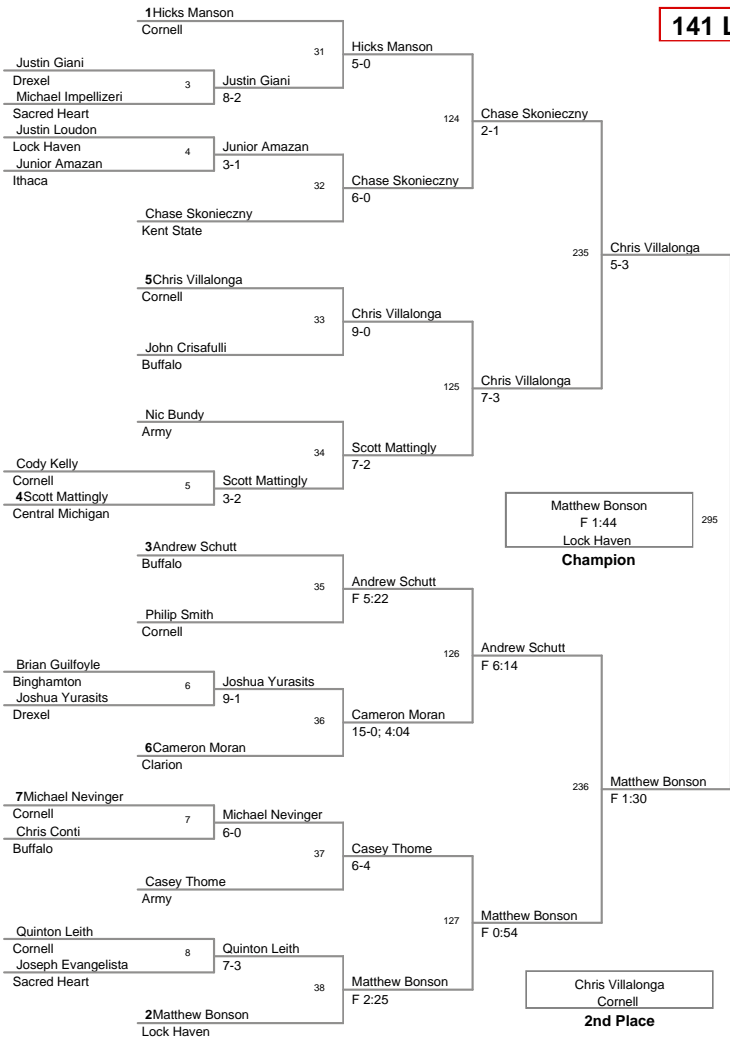 1Hicks Manson
Cornell
141 L
31
Hicks Manson
5-0
Justin Giani
Drexel
3
Justin Giani
8-2
Michael Impellizeri
Sacred Heart
124
Chase Skonieczny
2-1
Justin Loudon
Lock Haven
4
Junior Amazan
3-1
Junior Amazan
Ithaca
32
Chase Skonieczny
6-0
Chase Skonieczny
Kent State
235
Chris Villalonga
5-3
5Chris Villalonga
Cornell
33
Chris Villalonga
9-0
John Crisafulli
Buffalo
125
Chris Villalonga
7-3
Nic Bundy
Army
34
Scott Mattingly
7-2
Cody Kelly
Cornell
5
Scott Mattingly
3-2
4Scott Mattingly
Central Michigan
Matthew Bonson
F 1:44
Lock Haven
295
Champion
3Andrew Schutt
Buffalo
35
Andrew Schutt
F 5:22
Philip Smith
Cornell
126
Andrew Schutt
F 6:14
Brian Guilfoyle
Binghamton
6
Joshua Yurasits
9-1
Joshua Yurasits
Drexel
36
Cameron Moran
15-0; 4:04
6Cameron Moran
Clarion
236
Matthew Bonson
F 1:30
7Michael Nevinger
Cornell
7
Michael Nevinger
6-0
Chris Conti
Buffalo
37
Casey Thome
6-4
Casey Thome
Army
127
Matthew Bonson
F 0:54
Quinton Leith
Cornell
8
Quinton Leith
7-3
Joseph Evangelista
Sacred Heart
38
Matthew Bonson
F 2:25
2Matthew Bonson
Lock Haven
Chris Villalonga
Cornell
2nd Place